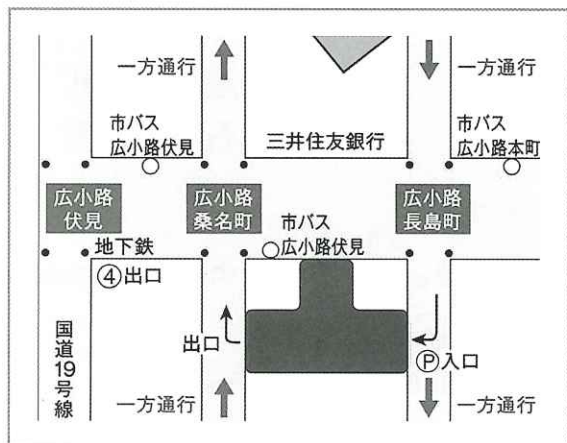 一方通行
一方通行
市バス
広小路伏見
三井住友銀行
市バス
広小路本町
広小路
伏見
広小路
桑名町
広小路
長島町
市バス
広小路伏見
地下鉄
④出口
国道19号線
出口
Ⓟ入口
一方通行
一方通行